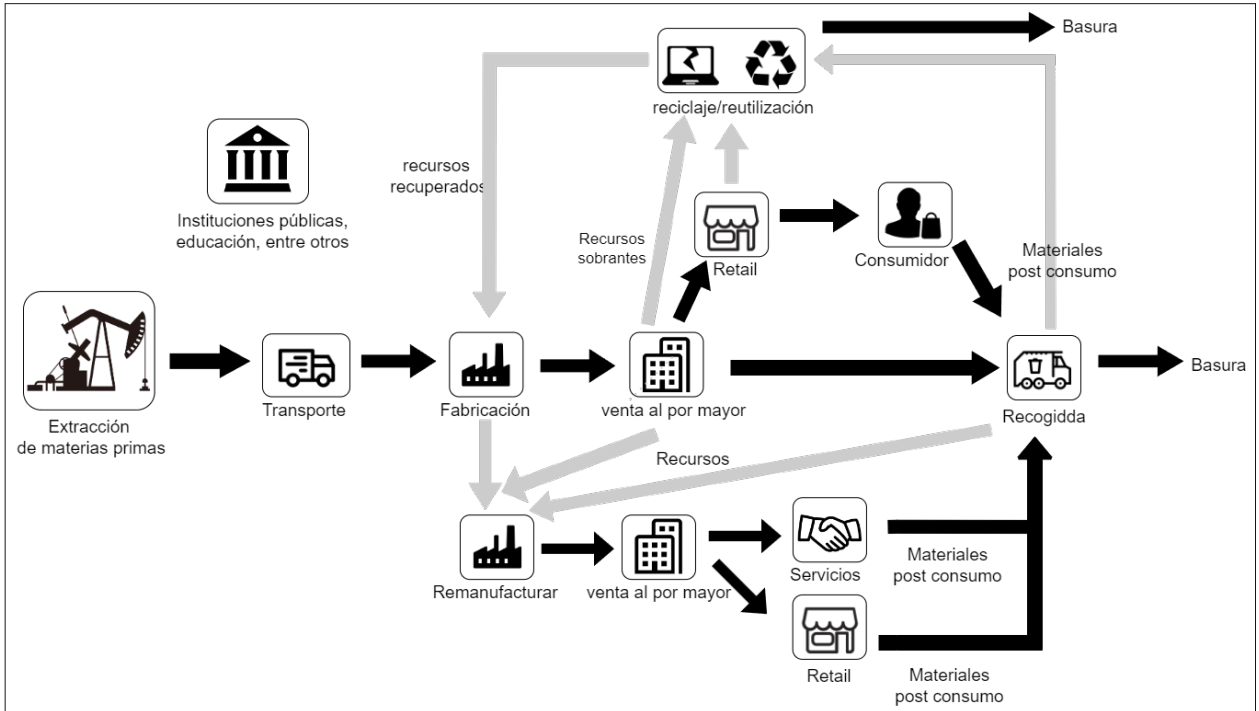 Basura
reciclaje/reutilización
recursos
recuperados
Instituciones públicas,
educación, entre otros
Recursos
sobrantes
Retail
Consumidor
Materiales
post consumo
Extracción
de materias primas
Transporte
Fabricación
venta al por mayor
Recogidda
Basura
Recursos
Remanufacturar
venta al por mayor
Servicios
Materiales
post consumo
Retail
Materiales
post consumo